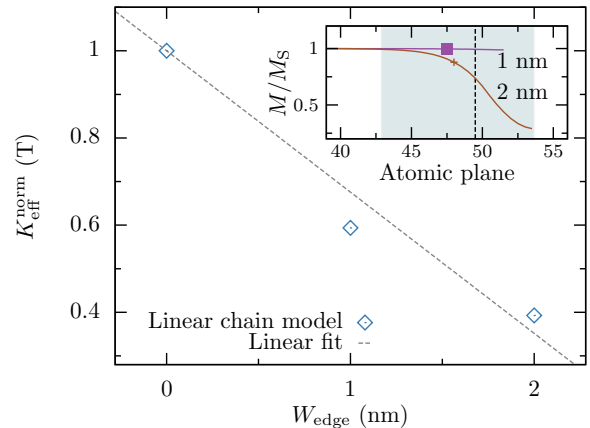 1
0.8
0.6
0.4
K_eff^norm (T)
0
1
2
W_edge (nm)
Linear chain model
Linear fit
M/M_S
1
0.5
40
45
50
55
Atomic plane
1 nm
2 nm